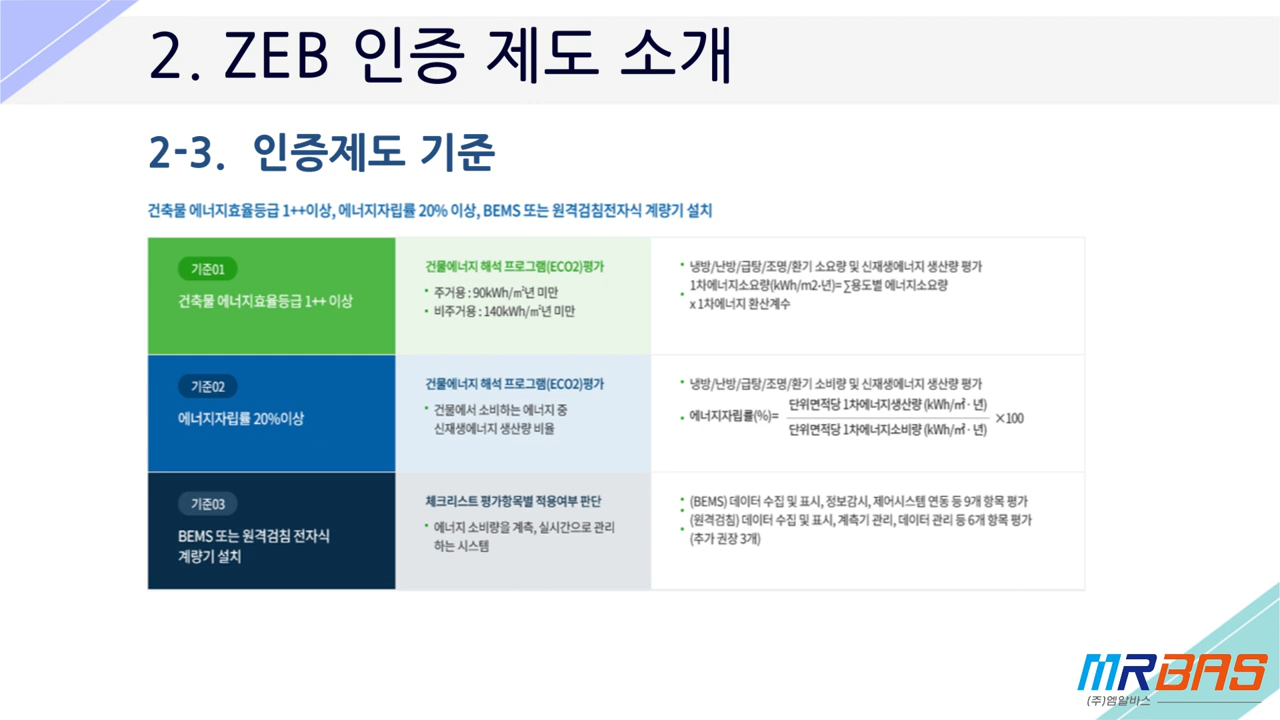 2. ZEB 인증 제도 소개
2-3. 인증제도 기준
건축물 에너지효율등급 1++이상, 에너지자립률 20% 이상, BEMS 또는 원격검침전자식 계량기 설치
기준01
건축물 에너지효율등급 1++ 이상
건물에너지 해석 프로그램(ECO2)평가
• 주거용 : 90kWh/㎡년 미만
• 비주거용 : 140kWh/㎡년 미만
• 냉방/난방/급탕/조명/환기 소요량 및 신재생에너지 생산량 평가
1차에너지소요량(kWh/m2·년)= ∑용도별 에너지소요량
• x 1차에너지 환산계수
기준02
에너지자립률 20%이상
건물에너지 해석 프로그램(ECO2)평가
• 건물에서 소비하는 에너지 중
신재생에너지 생산량 비율
• 냉방/난방/급탕/조명/환기 소비량 및 신재생에너지 생산량 평가
단위면적당 1차에너지생산량 (kWh/㎡· 년)
• 에너지자립률(%)= ×100
단위면적당 1차에너지소비량 (kWh/㎡· 년)
기준03
BEMS 또는 원격검침 전자식
계량기 설치
체크리스트 평가항목별 적용여부 판단
• 에너지 소비량을 계측, 실시간으로 관리
하는 시스템
• (BEMS) 데이터 수집 및 표시, 정보감시, 제어시스템 연동 등 9개 항목 평가
• (원격검침) 데이터 수집 및 표시, 계측기 관리, 데이터 관리 등 6개 항목 평가
• (추가 권장 3개)
MRBAS
(주)엠알바스